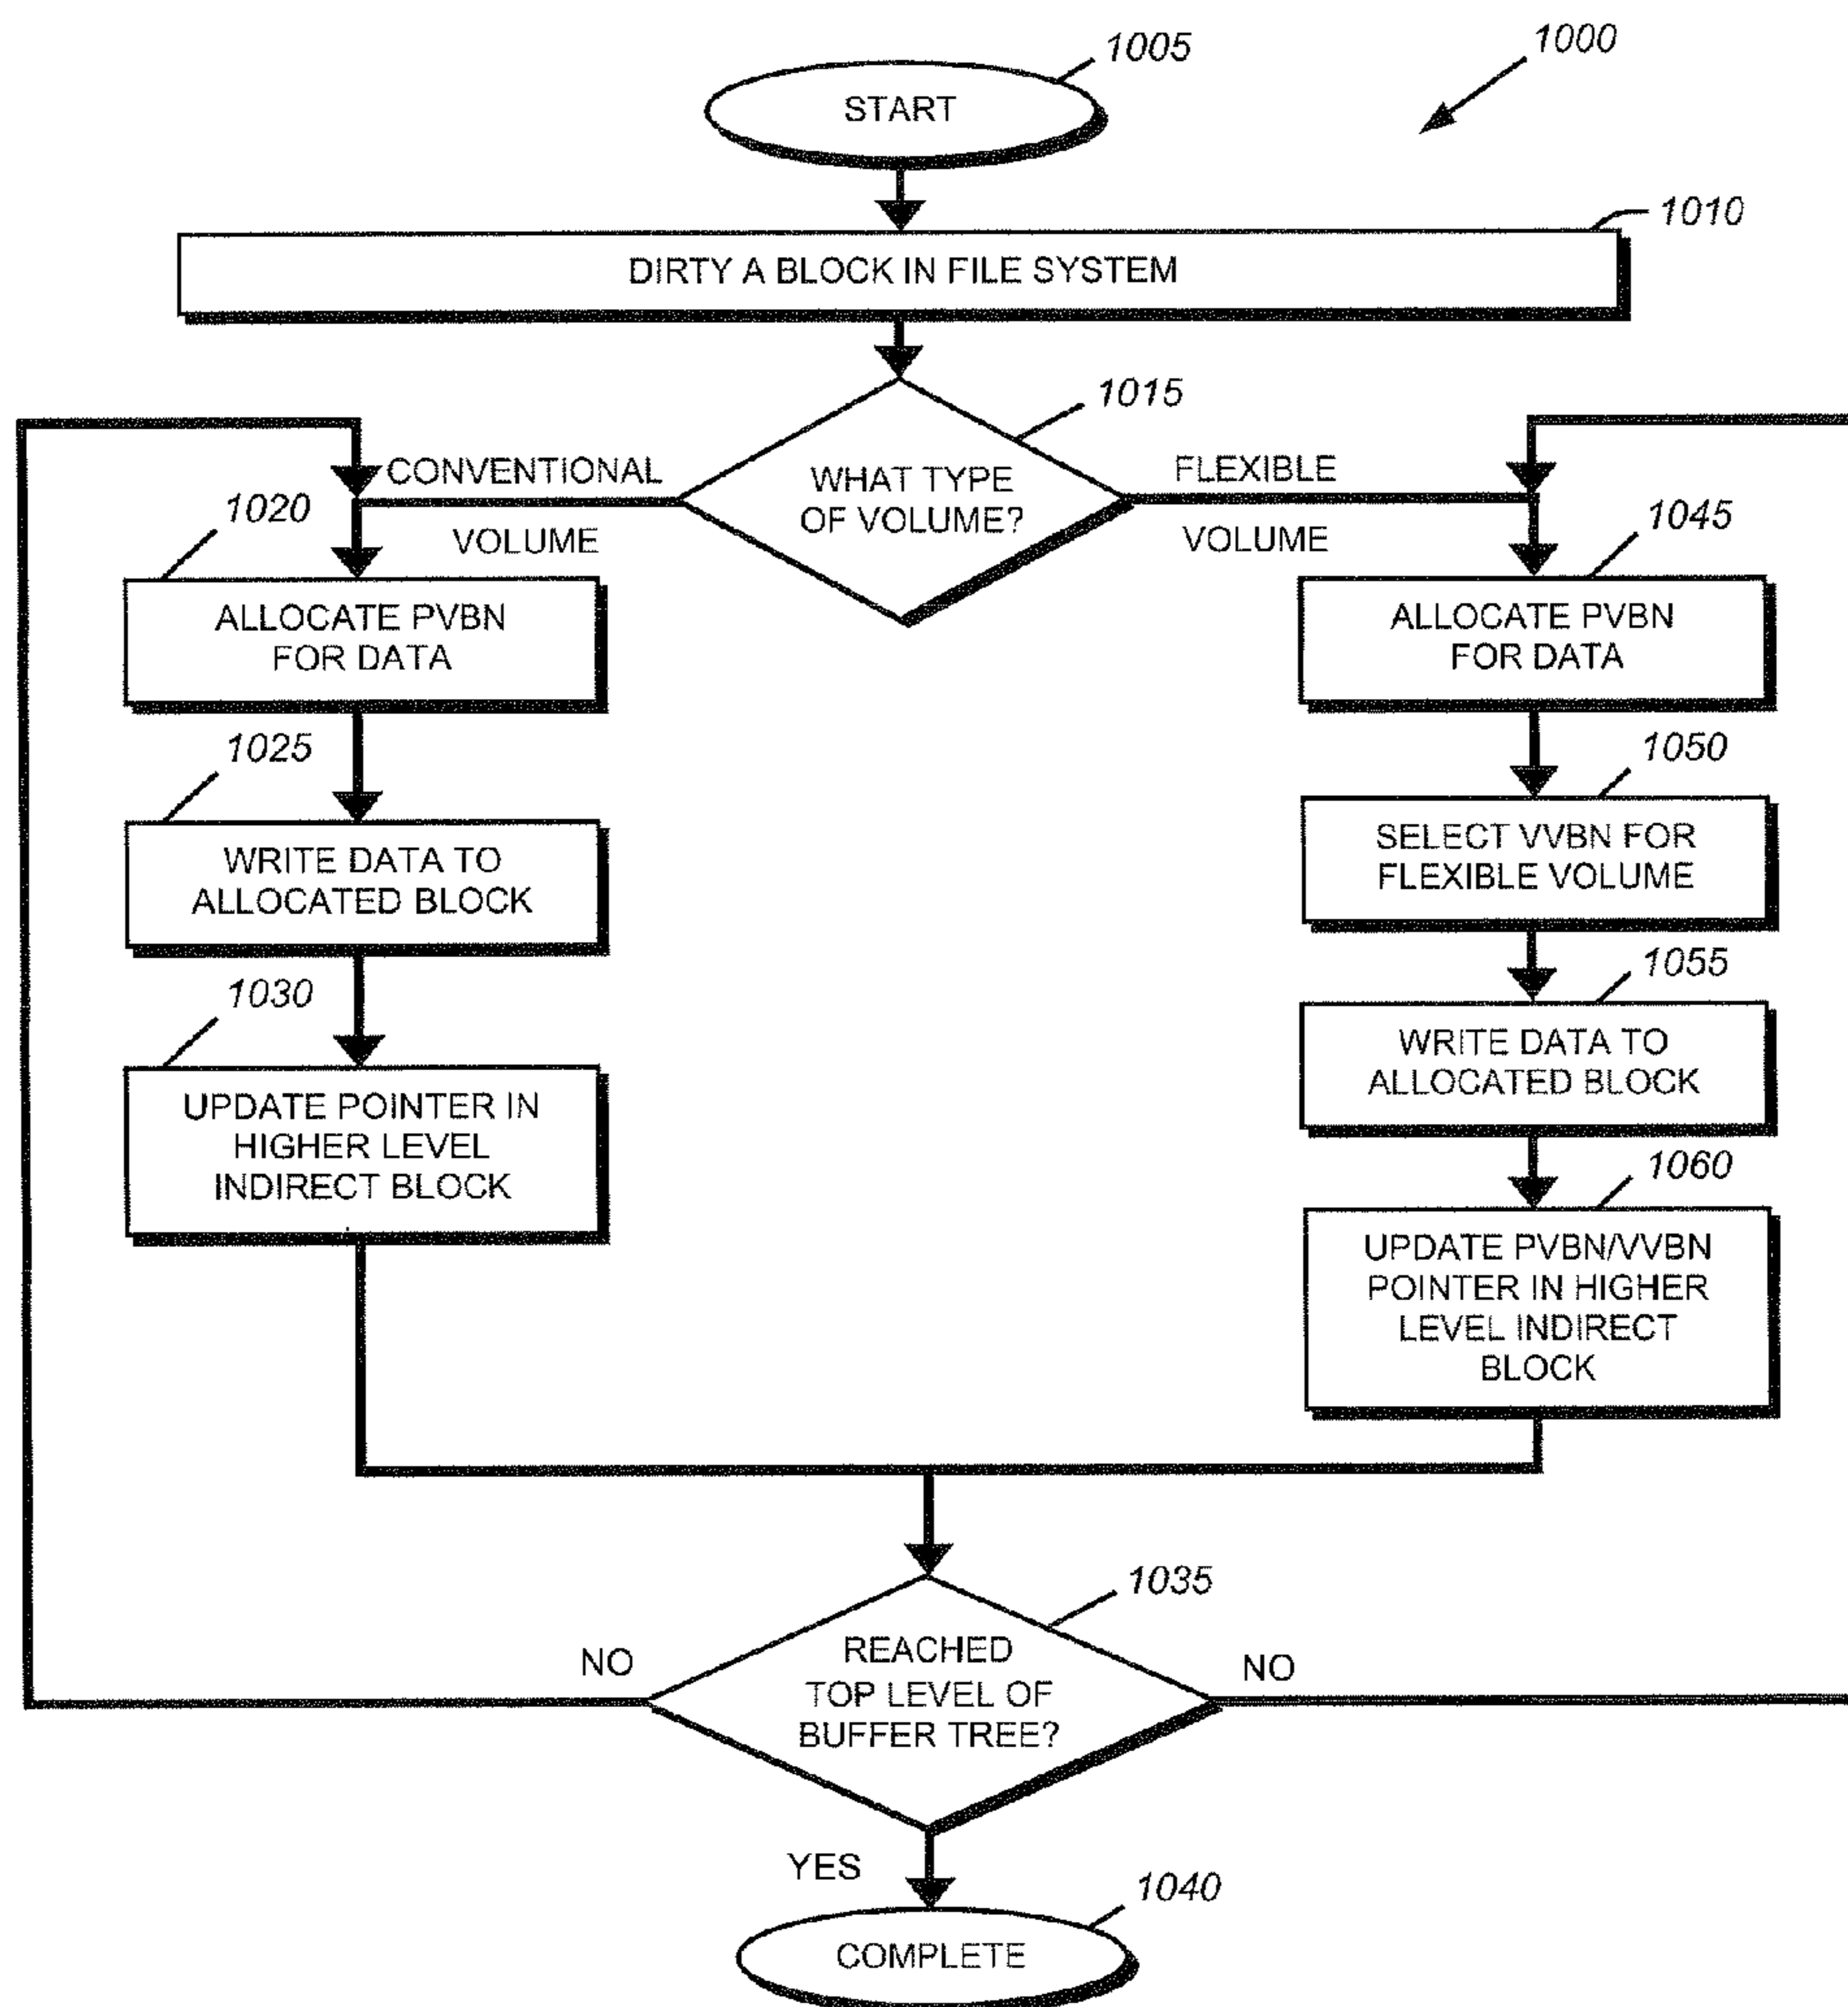 1000
1005
START
1010
DIRTY A BLOCK IN FILE SYSTEM
1015
WHAT TYPE
OF VOLUME?
CONVENTIONAL
VOLUME
FLEXIBLE
VOLUME
1020
ALLOCATE PVBN
FOR DATA
1025
WRITE DATA TO
ALLOCATED BLOCK
1030
UPDATE POINTER IN
HIGHER LEVEL
INDIRECT BLOCK
1045
ALLOCATE PVBN
FOR DATA
1050
SELECT VVBN FOR
FLEXIBLE VOLUME
1055
WRITE DATA TO
ALLOCATED BLOCK
1060
UPDATE PVBN/VVBN
POINTER IN HIGHER
LEVEL INDIRECT
BLOCK
1035
REACHED
TOP LEVEL OF
BUFFER TREE?
NO
NO
YES
1040
COMPLETE